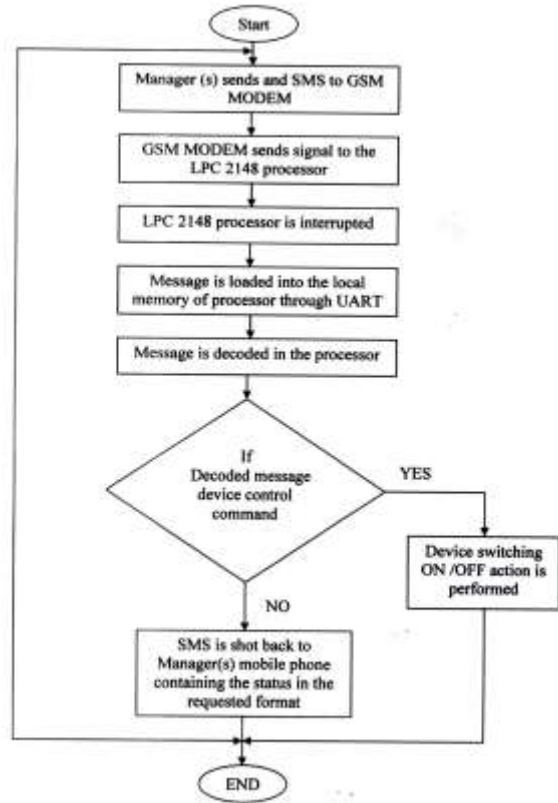 Start
Manager (s) sends and SMS to GSM
MODEM
GSM MODEM sends signal to the
LPC 2148 processor
LPC 2148 processor is interrupted
Message is loaded into the local
memory of processor through UART
Message is decoded in the processor
If
Decoded message
device control
command
YES
Device switching
ON /OFF action is
performed
NO
SMS is shot back to
Manager(s) mobile phone
containing the status in the
requested format
END